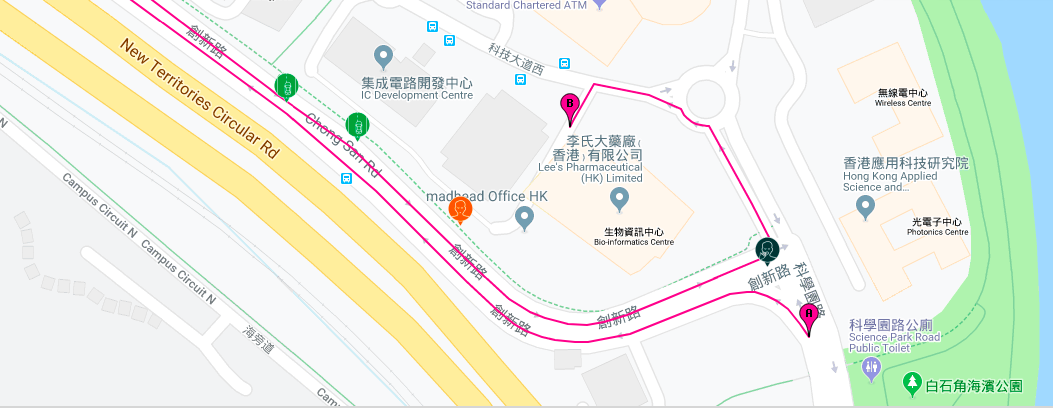 Standard Chartered ATM
創新路
New Territories Circular Rd
科技大道西
集成電路開發中心
IC Development Centre
無線電中心
Wireless Centre
B
Chong San Rd
李氏大藥廠(
香港) 有限公司
Lee's Pharmaceutical
(HK) Limited
香港應用科技研究院
Hong Kong Applied
Science and...
N
Campus Circuit N
Campus Circuit N
madhead Office HK
生物資訊中心
Bio-informatics Centre
光電子中心
Photonics Centre
創新路
創新路
科學園路
創新路
創新路
A
海旁道
科學園路公廁
Science Park Road
Public Toilet
白石角海濱公園
Camp